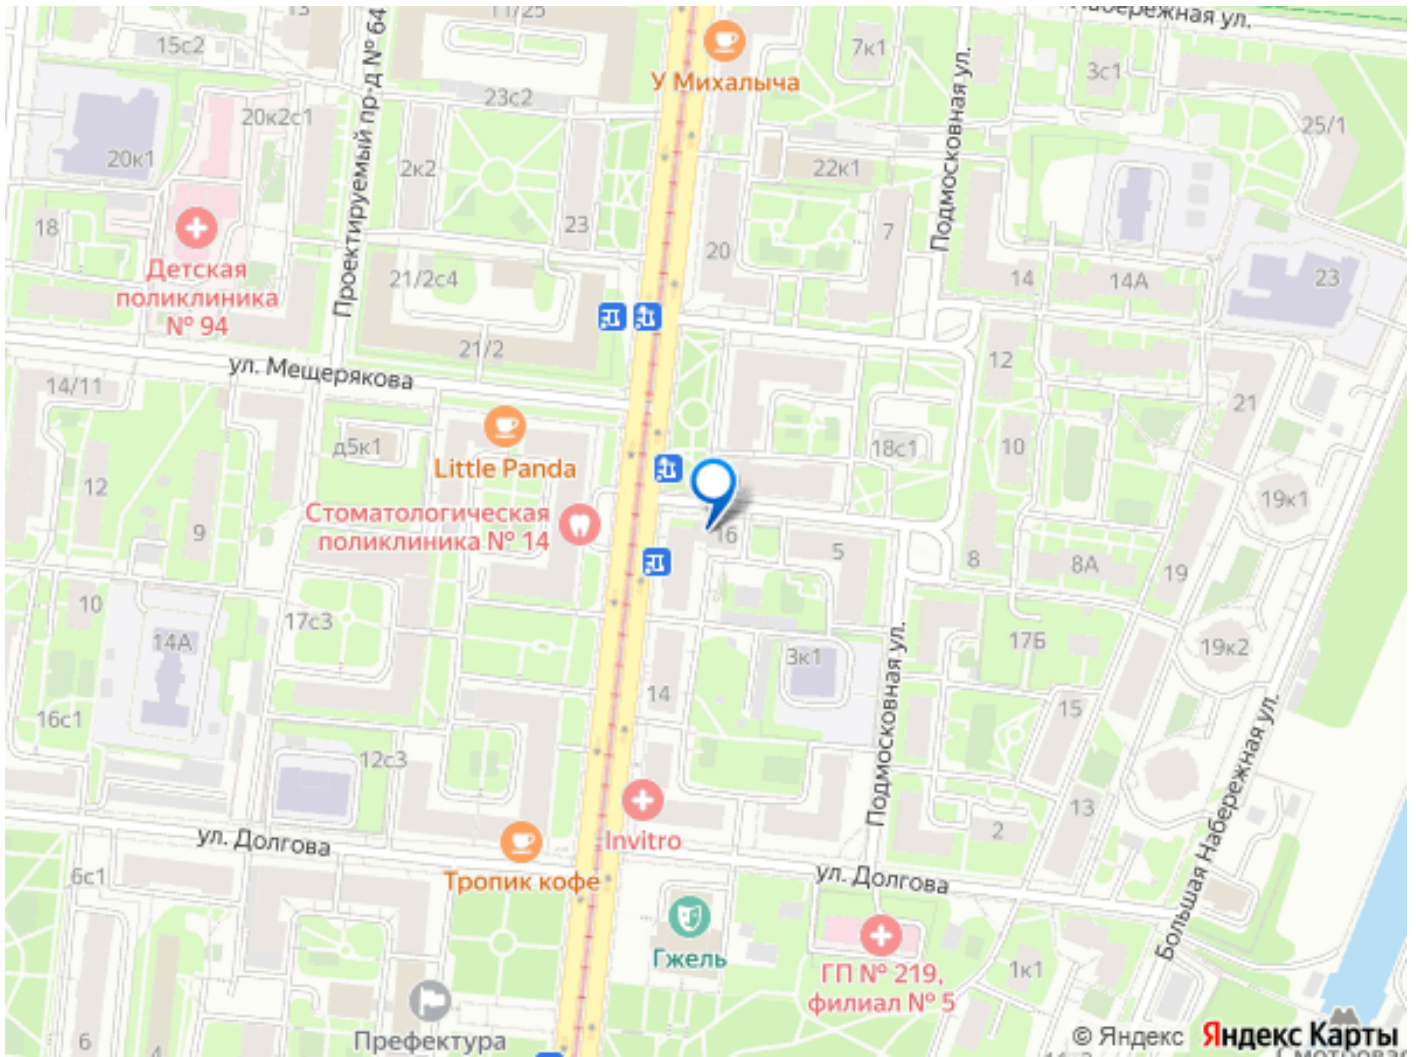 Набережная ул.
11/25
13
15с2
Проектируемый пр-д № 64
У Михалыча
7к1
Подмосковная ул.
3с1
25/1
20к2с1
23с2
20к1
2к2
22к1
18
23
20
7
Детская
поликлиника
№ 94
21/2с4
14
14А
23
21/2
ул. Мещерякова
14/11
12
21
Little Panda
д5к1
18с1
10
12
19к1
Стоматологическая
поликлиника № 14
9
16
5
8
8А
19
10
14А
17с3
17Б
19к2
3к1
Подмосковная ул.
14
16с1
15
12с3
13
Большая Набережная ул.
Invitro
2
ул. Долгова
6с1
Тропик кофе
ул. Долгова
Гжель
ГП № 219,
филиал № 5
1к1
Префектура
6
4
© Яндекс
Яндекс Карты